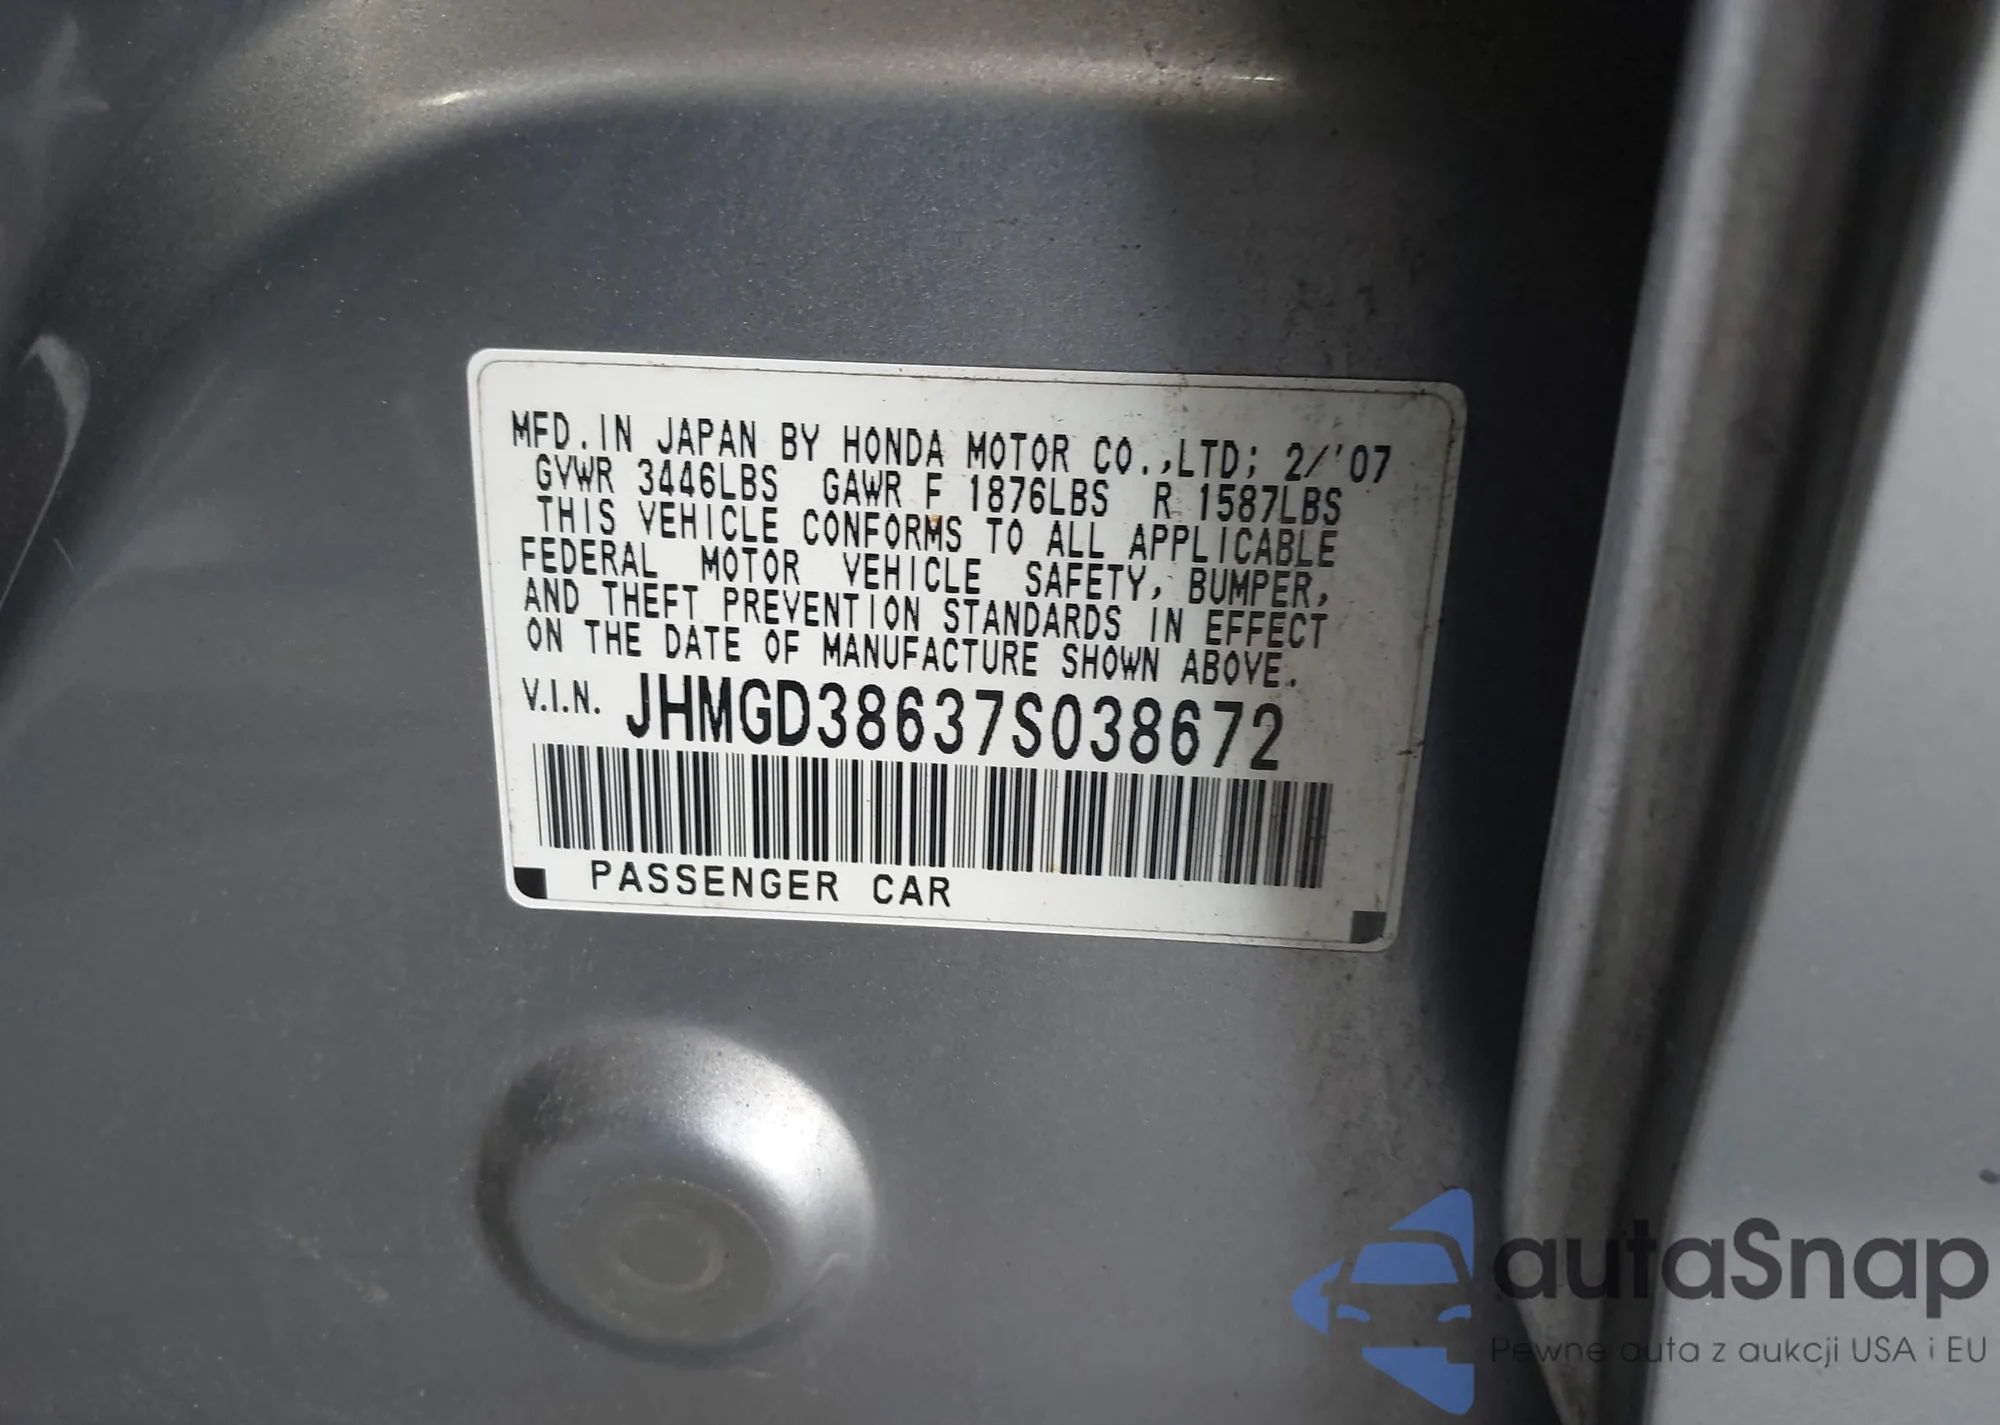 MFD. IN JAPAN BY HONDA MOTOR CO.,LTD; 2/'07
GVWR 3446LBS GAWR F 1876LBS R 1587LBS
THIS VEHICLE CONFORMS TO ALL APPLICABLE
FEDERAL MOTOR VEHICLE SAFETY, BUMPER,
AND THEFT PREVENTION STANDARDS IN EFFECT
ON THE DATE OF MANUFACTURE SHOWN ABOVE.
V.I.N. JHMGD38637S038672
PASSENGER CAR
autaSnap
Pewne auta z aukcji USA i EU